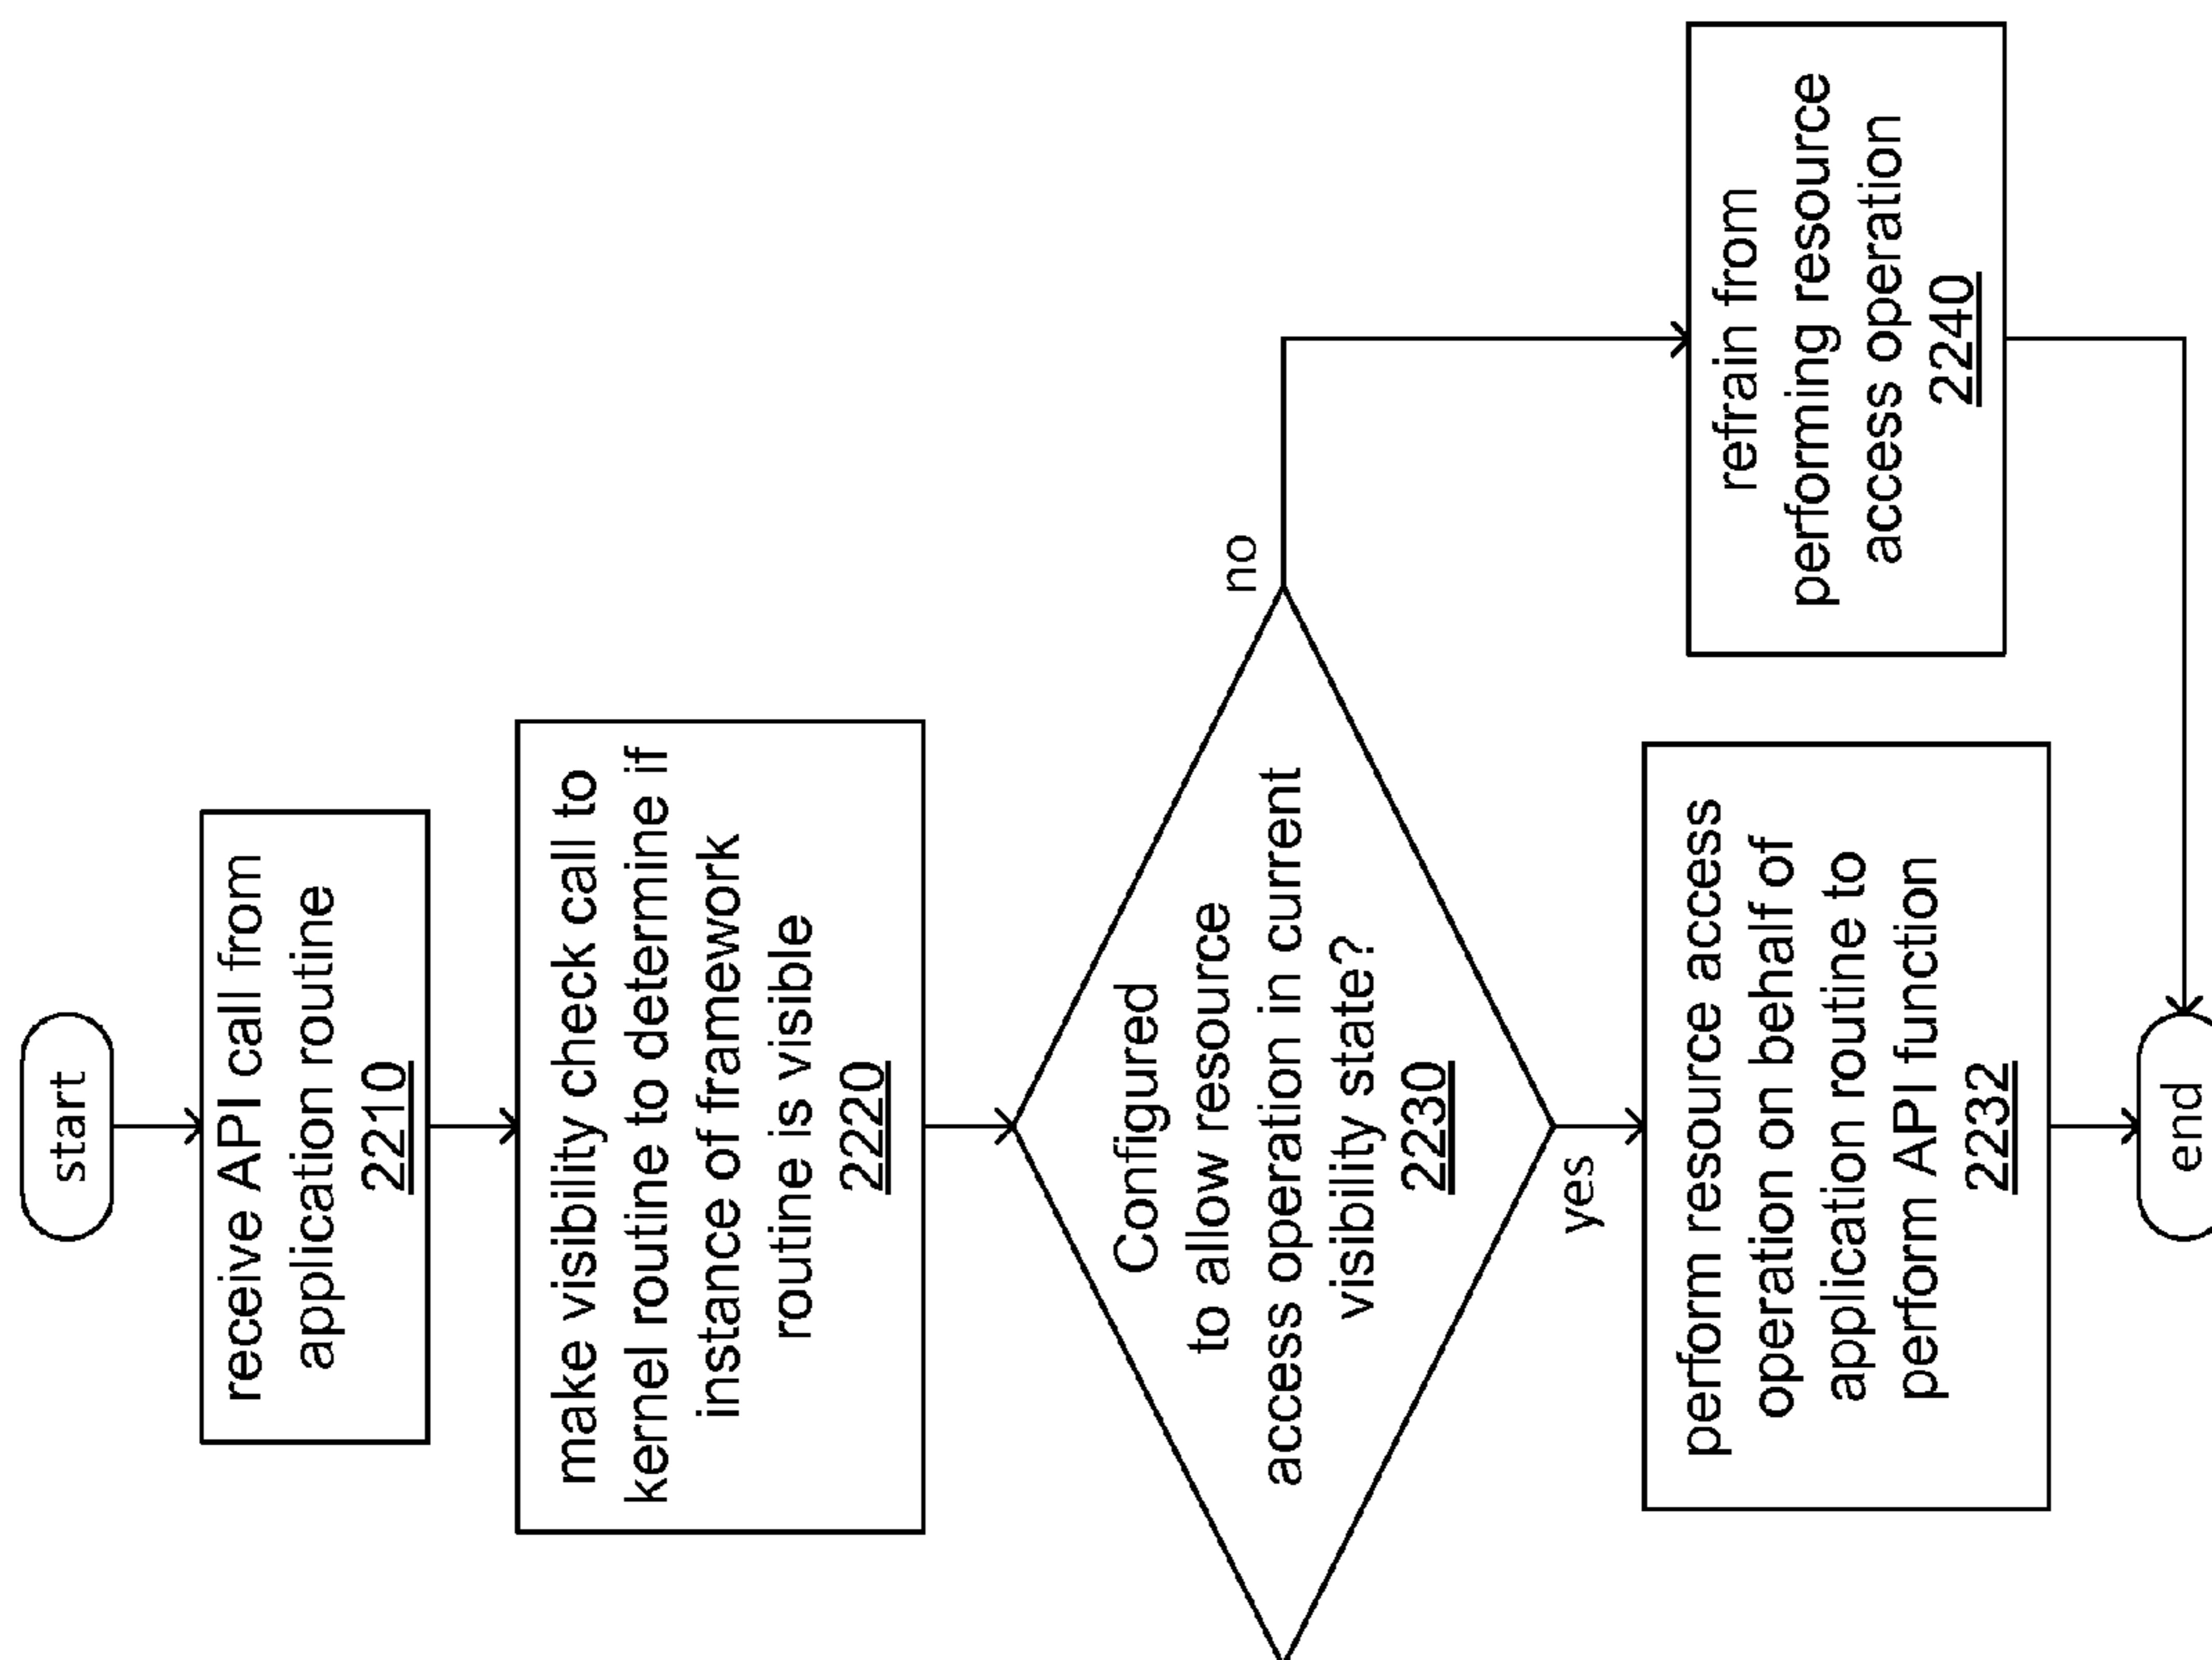 start
receive API call from
application routine
2210
make visibility check call to
kernel routine to determine if
instance of framework
routine is visible
2220
Configured
to allow resource
access operation in current
visibility state?
2230
no
yes
perform resource access
operation on behalf of
application routine to
perform API function
2232
refrain from
performing resource
access operation
2240
end